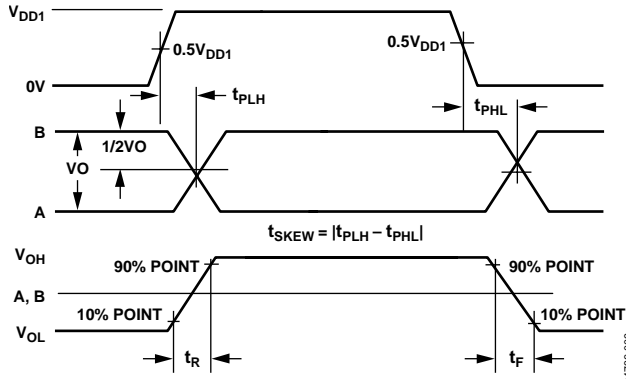 VDD1
0.5VDD1
0.5VDD1
0V
tPLH
tPHL
B
1/2VO
VO
A
tSKEW = |tPLH – tPHL|
VOH
90% POINT
90% POINT
A, B
10% POINT
10% POINT
VOL
tR
tF